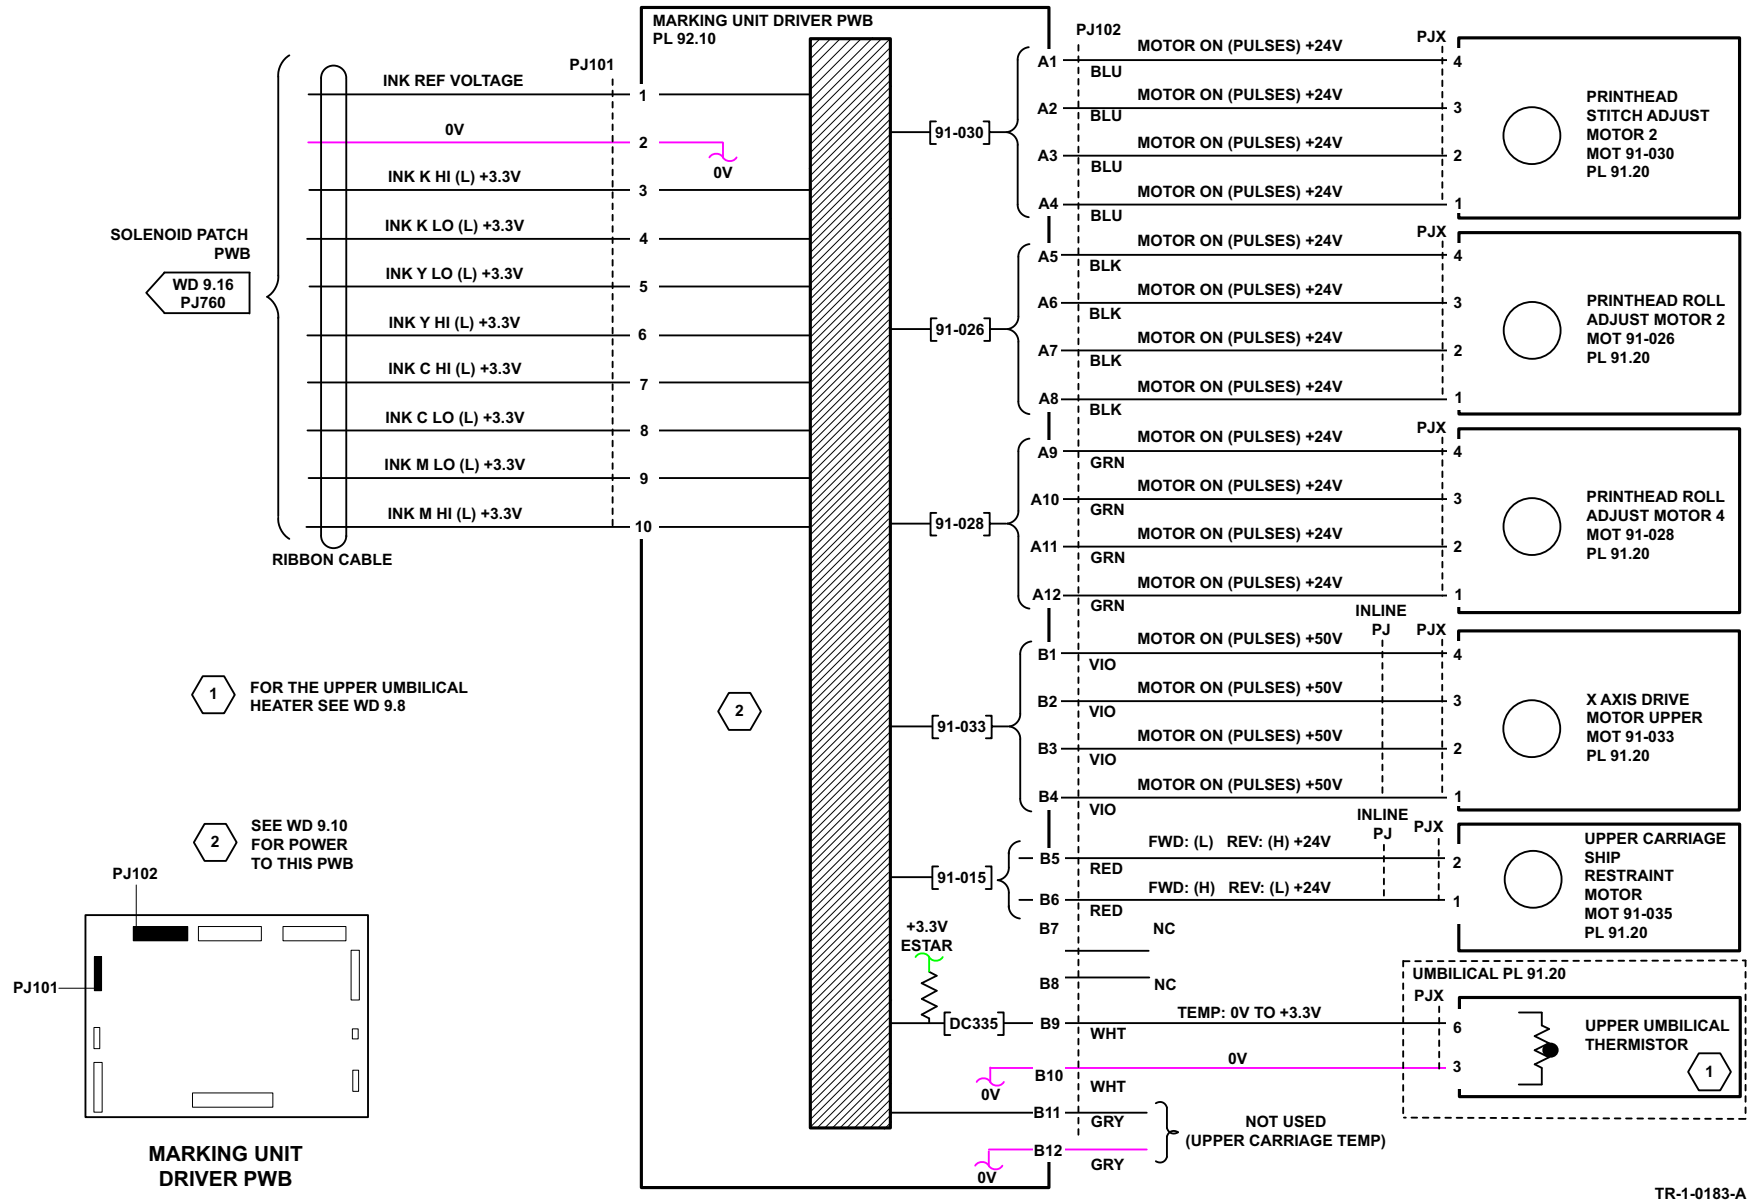 MARKING UNIT DRIVER PWB
PL 92.10
PJ101
INK REF VOLTAGE
1
0V
2
0V
INK K HI (L) +3.3V
3
INK K LO (L) +3.3V
4
INK Y LO (L) +3.3V
5
INK Y HI (L) +3.3V
6
INK C HI (L) +3.3V
7
INK C LO (L) +3.3V
8
INK M LO (L) +3.3V
9
INK M HI (L) +3.3V
10
SOLENOID PATCH
PWB
WD 9.16
PJ760
RIBBON CABLE
1
FOR THE UPPER UMBILICAL
HEATER SEE WD 9.8
2
SEE WD 9.10
FOR POWER
TO THIS PWB
PJ102
PJ101
MARKING UNIT
DRIVER PWB
2
PJ102
91-030
A1
MOTOR ON (PULSES) +24V
BLU
PJX
4
A2
MOTOR ON (PULSES) +24V
BLU
3
A3
MOTOR ON (PULSES) +24V
BLU
2
A4
MOTOR ON (PULSES) +24V
BLU
1
PRINTHEAD
STITCH ADJUST
MOTOR 2
MOT 91-030
PL 91.20
91-026
A5
MOTOR ON (PULSES) +24V
BLK
PJX
4
A6
MOTOR ON (PULSES) +24V
BLK
3
A7
MOTOR ON (PULSES) +24V
BLK
2
A8
MOTOR ON (PULSES) +24V
BLK
1
PRINTHEAD ROLL
ADJUST MOTOR 2
MOT 91-026
PL 91.20
91-028
A9
MOTOR ON (PULSES) +24V
GRN
PJX
4
A10
MOTOR ON (PULSES) +24V
GRN
3
A11
MOTOR ON (PULSES) +24V
GRN
2
A12
MOTOR ON (PULSES) +24V
GRN
1
PRINTHEAD ROLL
ADJUST MOTOR 4
MOT 91-028
PL 91.20
91-033
INLINE
PJ
PJX
B1
MOTOR ON (PULSES) +50V
VIO
4
B2
MOTOR ON (PULSES) +50V
VIO
3
B3
MOTOR ON (PULSES) +50V
VIO
2
B4
MOTOR ON (PULSES) +50V
VIO
1
X AXIS DRIVE
MOTOR UPPER
MOT 91-033
PL 91.20
91-015
INLINE
PJ
PJX
B5
FWD: (L) REV: (H) +24V
RED
2
B6
FWD: (H) REV: (L) +24V
RED
1
UPPER CARRIAGE
SHIP
RESTRAINT
MOTOR
MOT 91-035
PL 91.20
B7
NC
B8
NC
+3.3V
ESTAR
DC335
B9
TEMP: 0V TO +3.3V
WHT
UMBILICAL PL 91.20
PJX
6
0V
B10
0V
WHT
3
UPPER UMBILICAL
THERMISTOR
1
B11
GRY
0V
B12
GRY
NOT USED
(UPPER CARRIAGE TEMP)
TR-1-0183-A